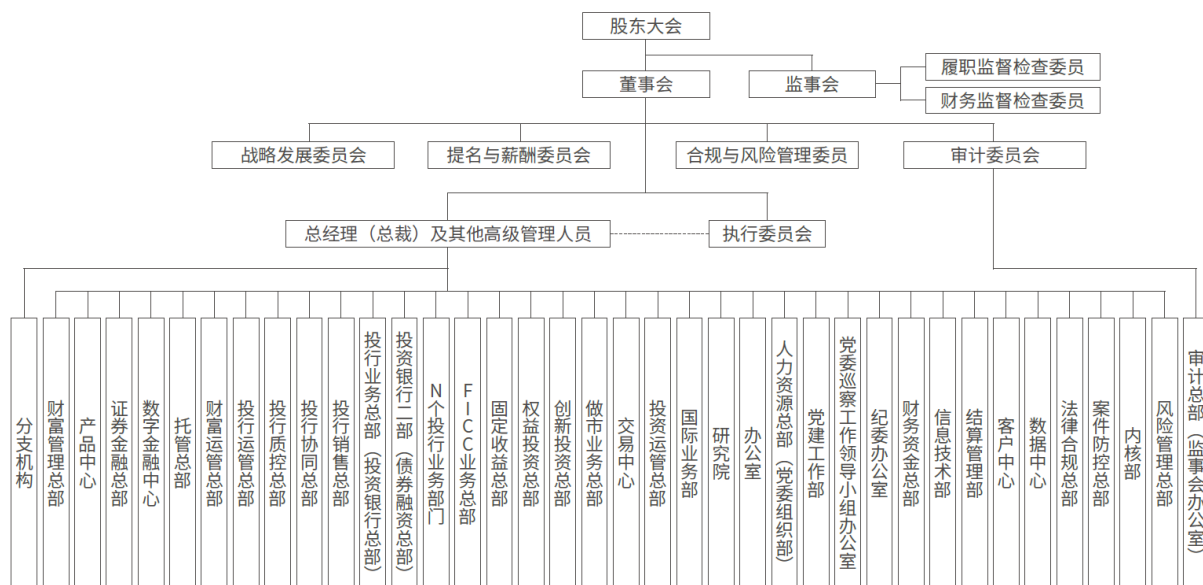 股东大会
董事会
监事会
履职监督检查委员
财务监督检查委员
战略发展委员会
提名与薪酬委员会
合规与风险管理委员
审计委员会
总经理（总裁）及其他高级管理人员
执行委员会
分支机构
财富管理总部
产品中心
证券金融总部
数字金融中心
托管总部
财富运管总部
投行运管总部
投行质控总部
投行协同总部
投行销售总部
投行业务总部（投资银行总部）
投资银行二部（债券融资总部）
N个投行业务部门
FICC业务总部
固定收益总部
权益投资总部
创新投资总部
做市业务总部
交易中心
投资运管总部
国际业务部
研究院
办公室
人力资源总部（党委组织部）
党建工作部
党委巡察工作领导小组办公室
纪委办公室
财务资金总部
信息技术部
结算管理部
客户中心
数据中心
法律合规总部
案件防控总部
内核部
风险管理总部
审计总部（监事会办公室）